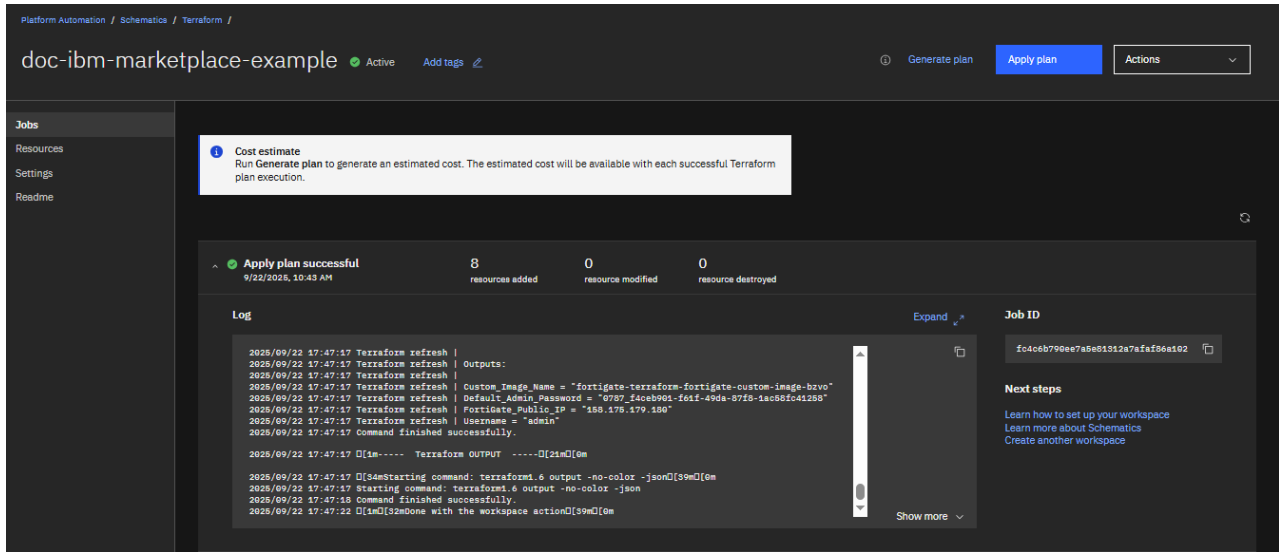 Platform Automation / Schematics / Terraform /
doc-ibm-marketplace-example Active Add tags
Generate plan Apply plan Actions
Jobs
Resources
Settings
Readme
Cost estimate
Run Generate plan to generate an estimated cost. The estimated cost will be available with each successful Terraform
plan execution.
Apply plan successful
9/22/2025, 10:43 AM
8
resources added
0
resource modified
0
resource destroyed
Log
Expand
2025/09/22 17:47:17 Terraform refresh |
2025/09/22 17:47:17 Terraform refresh | Outputs:
2025/09/22 17:47:17 Terraform refresh |
2025/09/22 17:47:17 Terraform refresh | Custom_Image_Name = "fortigate-terraform-fortigate-custom-image-bzvo"
2025/09/22 17:47:17 Terraform refresh | Default_Admin_Password = "0787_f4ceb901-f61f-49da-87f8-1ac58fc41258"
2025/09/22 17:47:17 Terraform refresh | FortiGate_Public_IP = "158.175.179.180"
2025/09/22 17:47:17 Terraform refresh | Username = "admin"
2025/09/22 17:47:17 Command finished successfully.
2025/09/22 17:47:17 □[1m----- Terraform OUTPUT -----□[21m□[0m
2025/09/22 17:47:17 □[34mStarting command: terraform1.6 output -no-color -json□[39m□[0m
2025/09/22 17:47:17 Starting command: terraform1.6 output -no-color -json
2025/09/22 17:47:18 Command finished successfully.
2025/09/22 17:47:22 □[1m□[32mDone with the workspace action□[39m□[0m
Show more
Job ID
fc4c6b790ee7a5e81312a7afaf86a102
Next steps
Learn how to set up your workspace
Learn more about Schematics
Create another workspace